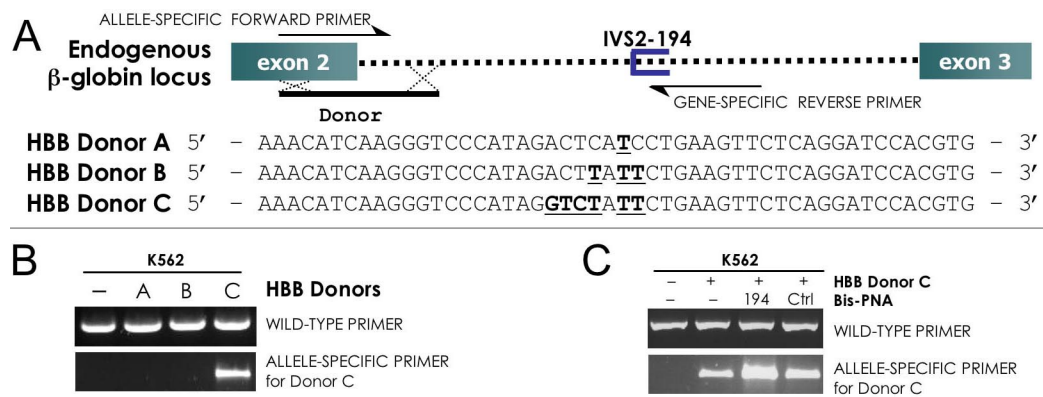 A
ALLELE-SPECIFIC FORWARD PRIMER
Endogenous
β-globin locus
exon 2
IVS2-194
exon 3
GENE-SPECIFIC REVERSE PRIMER
Donor
HBB Donor A 5′ – AAACATCAAGGGTCCCATAGACTCATCCTGAAGTTCTCAGGATCCACGTG – 3′
HBB Donor B 5′ – AAACATCAAGGGTCCCATAGACTTATTCTGAAGTTCTCAGGATCCACGTG – 3′
HBB Donor C 5′ – AAACATCAAGGGTCCCATAGGTCTATTCTGAAGTTCTCAGGATCCACGTG – 3′
B
K562
– A B C HBB Donors
WILD-TYPE PRIMER
ALLELE-SPECIFIC PRIMER
for Donor C
C
K562
– + + + HBB Donor C
– – 194 Ctrl Bis-PNA
WILD-TYPE PRIMER
ALLELE-SPECIFIC PRIMER
for Donor C